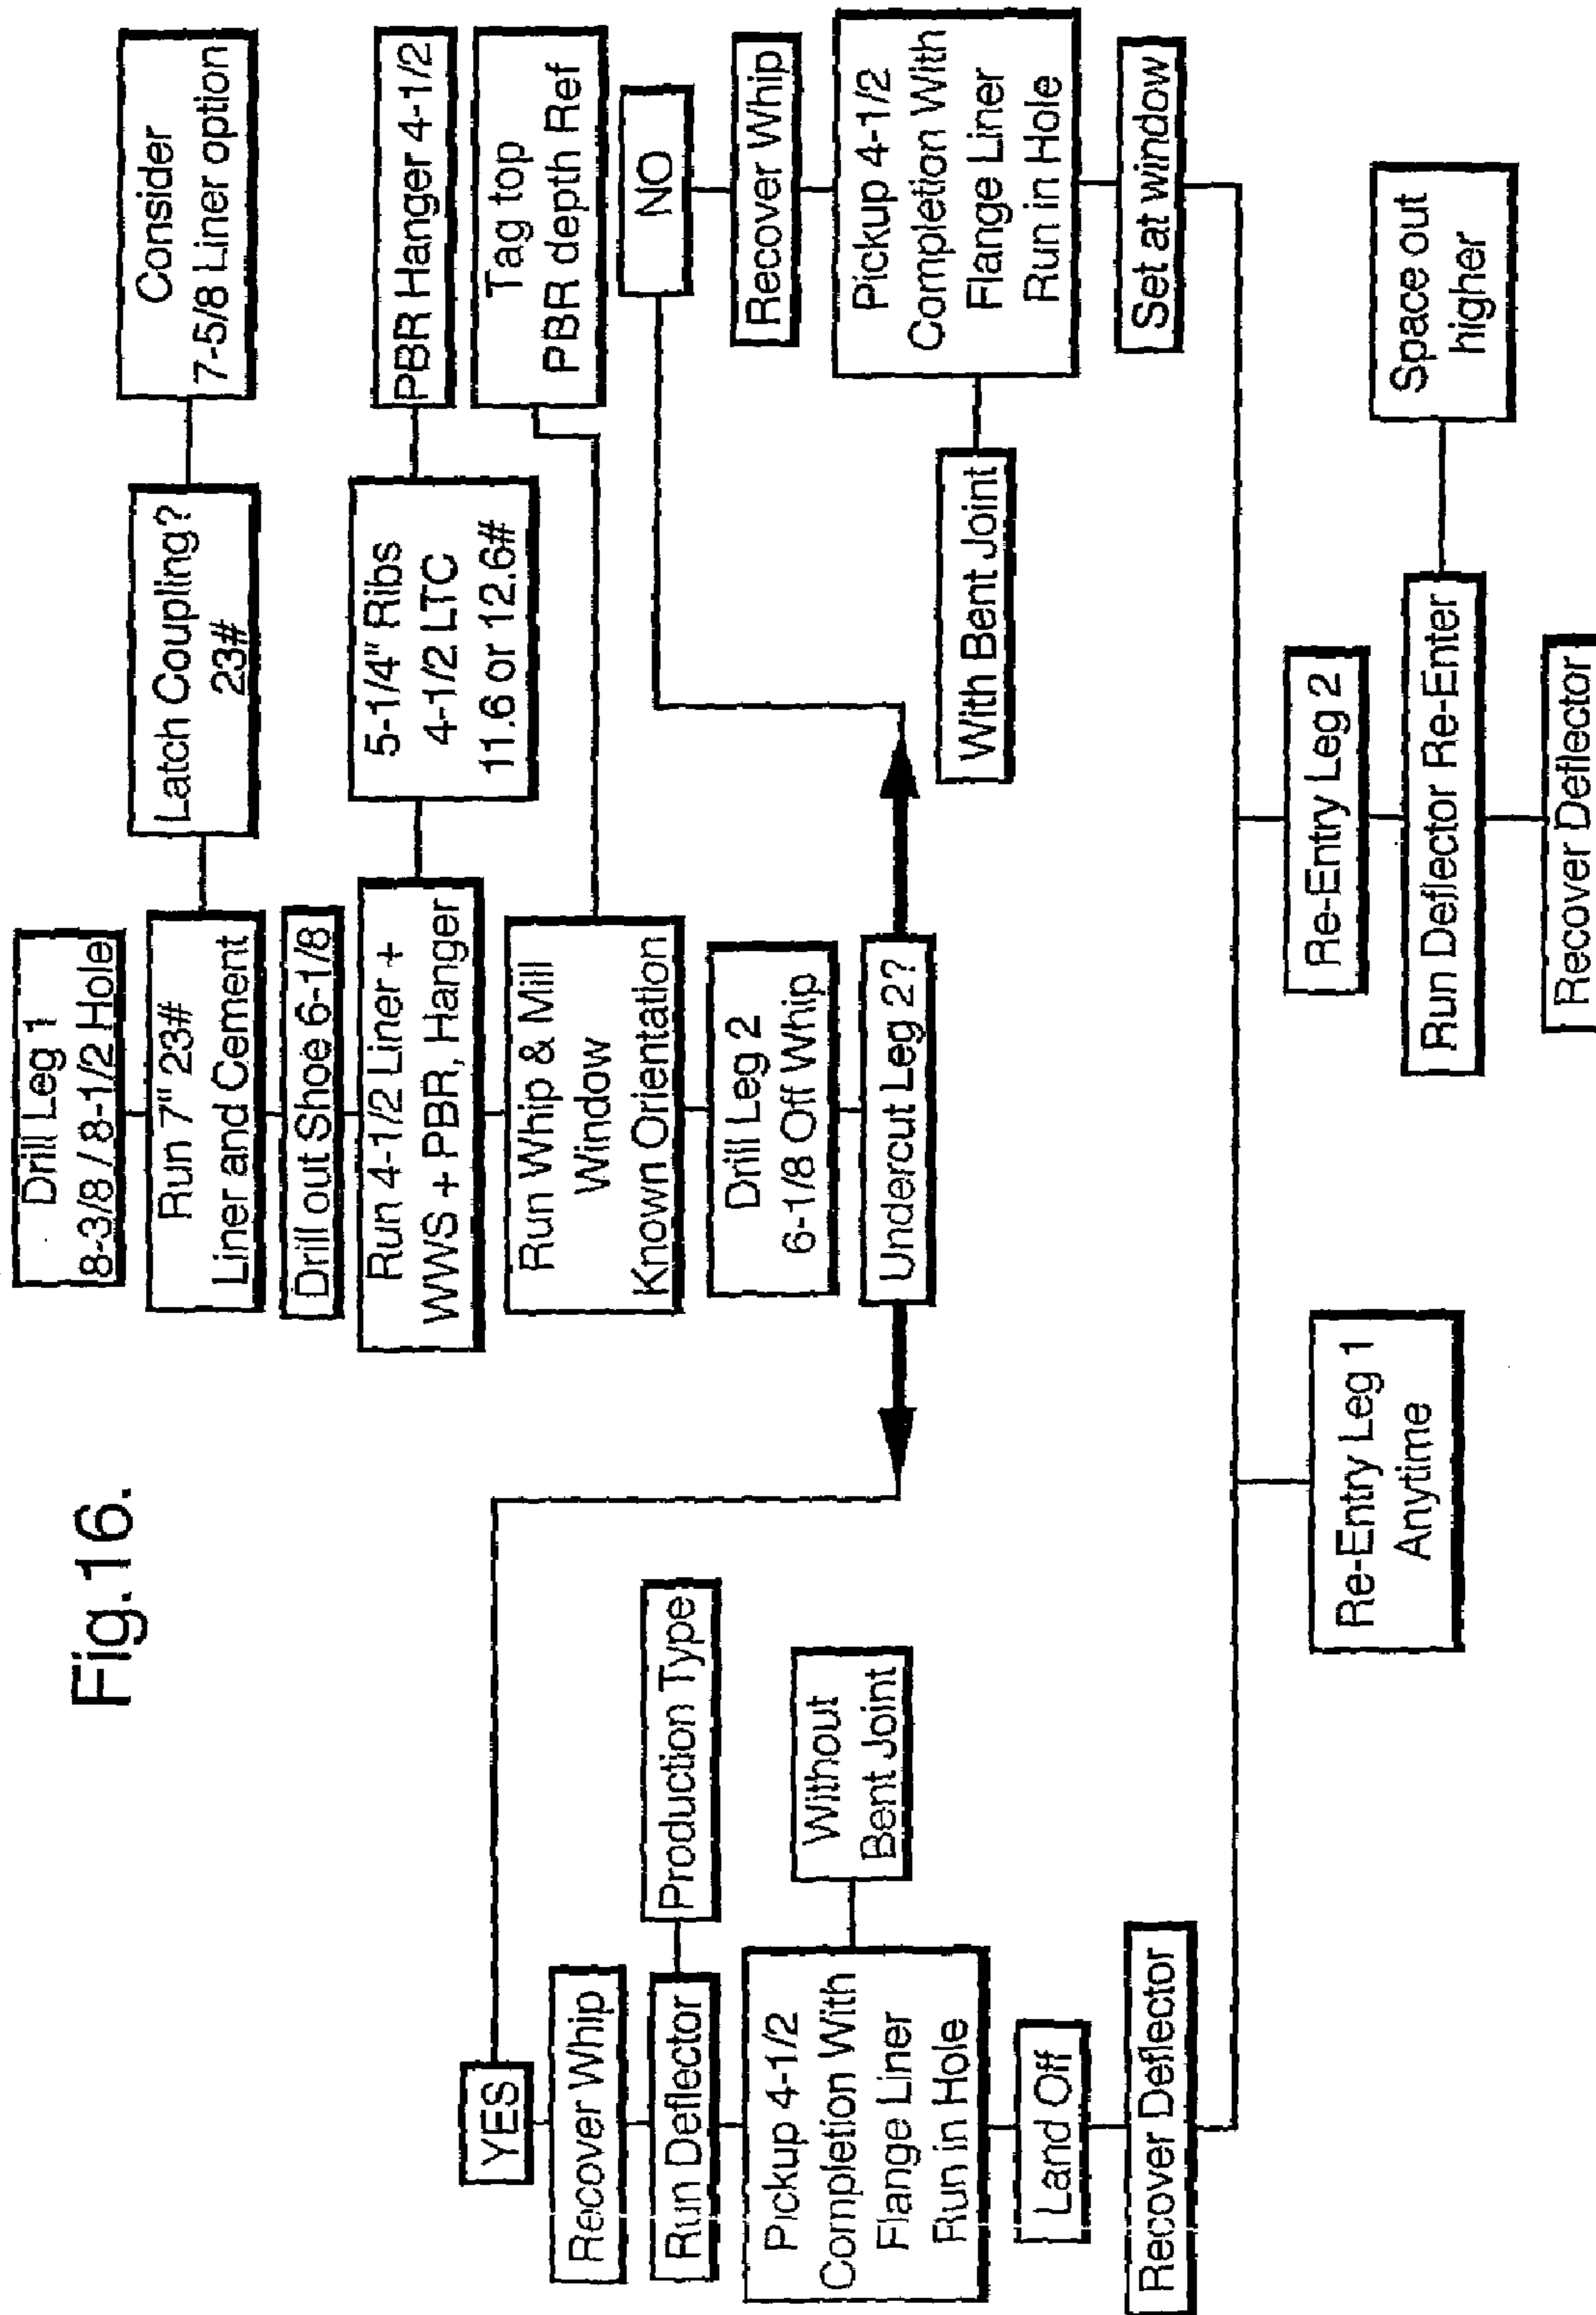 Fig.16.
Drill Leg 1
8-3/8 / 8-1/2 Hole
Run 7" 23#
Liner and Cement
Latch Coupling?
23#
Consider
7-5/8 Liner option
Drill out Shoe 6-1/8
Run 4-1/2 Liner +
WWS + PBR, Hanger
5-1/4" Ribs
4-1/2 LTC
11.6 or 12.6#
PBR Hanger 4-1/2
Run Whip & Mill
Window
Known Orientation
Tag top
PBR depth Ref
Drill Leg 2
6-1/8 Off Whip
Undercut Leg 2?
YES
Recover Whip
Run Deflector
Production Type
Pickup 4-1/2
Completion With
Flange Liner
Run in Hole
Without
Bent Joint
Land Off
Recover Deflector
NO
Recover Whip
Pickup 4-1/2
Completion With
Flange Liner
Run in Hole
With Bent Joint
Set at window
Re-Entry Leg 1
Anytime
Re-Entry Leg 2
Run Deflector Re-Enter
Space out
higher
Recover Deflector